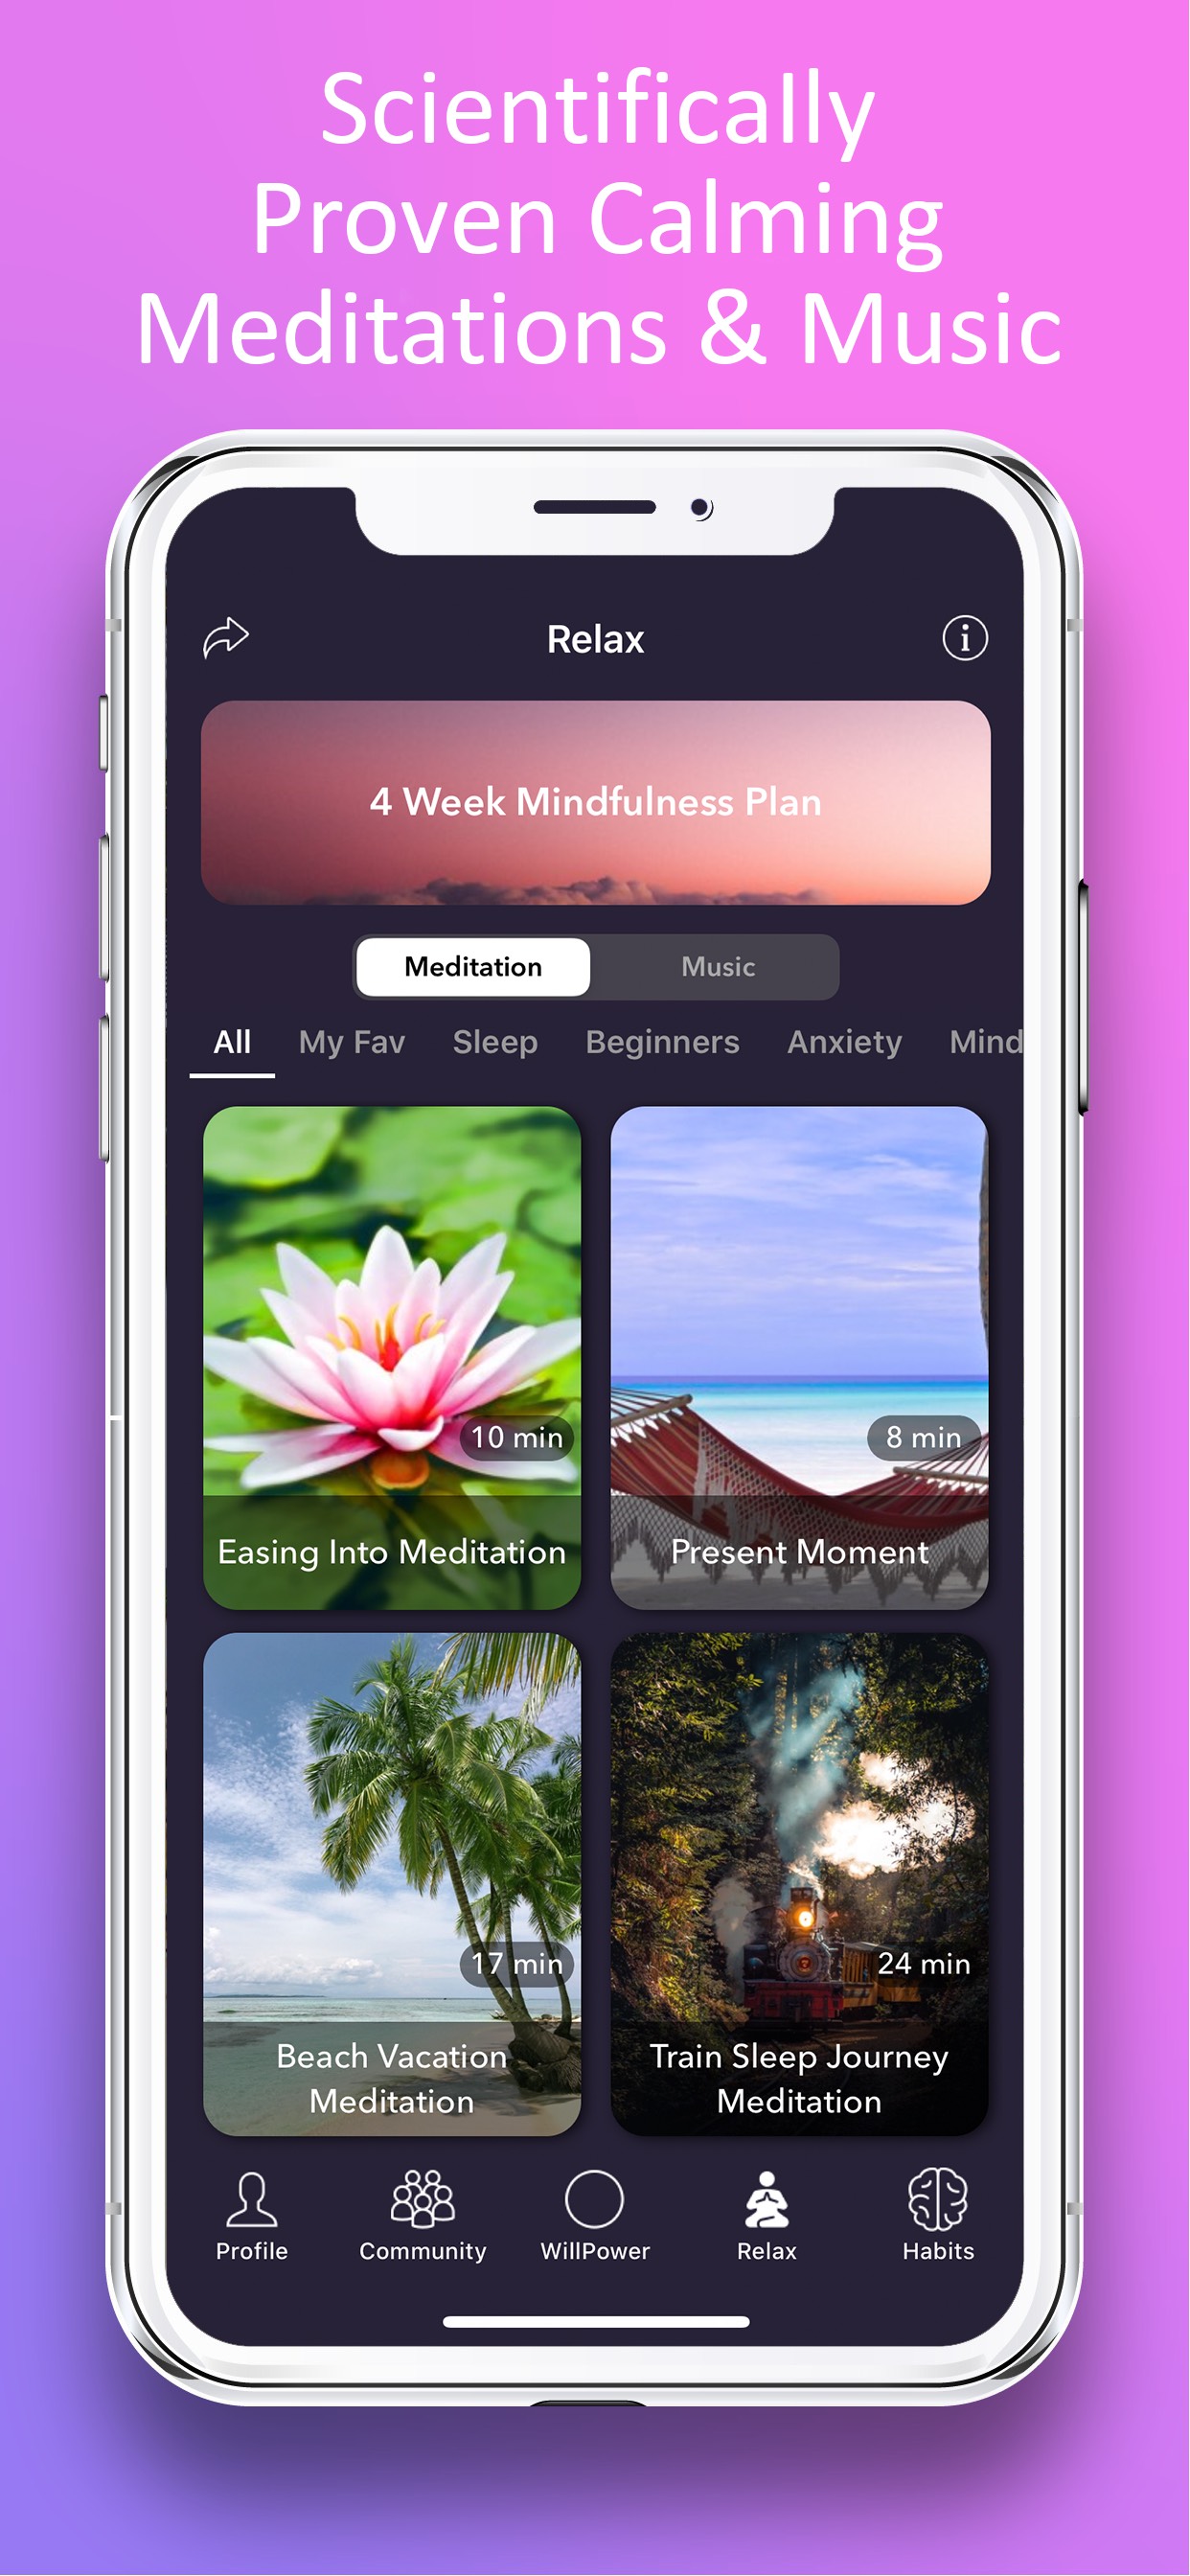 Scientifically
Proven Calming
Meditations & Music
Relax
4 Week Mindfulness Plan
Meditation Music
All My Fav Sleep Beginners Anxiety Mind
10 min 8 min
Easing Into Meditation Present Moment
17 min 24 min
Beach Vacation Train Sleep Journey
Meditation Meditation
Profile Community WillPower Relax Habits